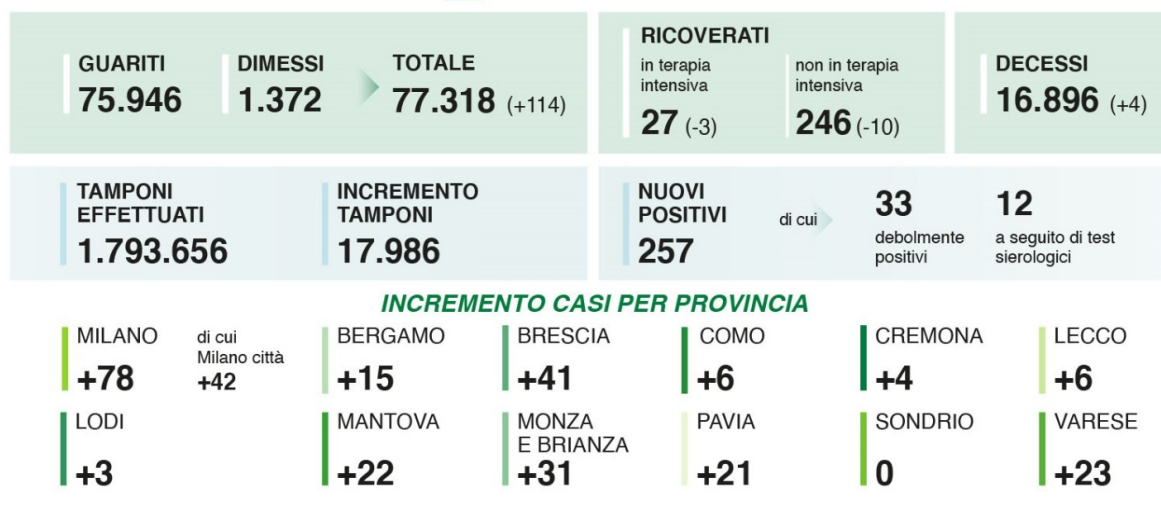 GUARITI
75.946
DIMESSI
1.372
TOTALE
77.318 (+114)
RICOVERATI
in terapia
intensiva
27 (-3)
non in terapia
intensiva
246 (-10)
DECESSI
16.896 (+4)
TAMPONI
EFFETTUATI
1.793.656
INCREMENTO
TAMPONI
17.986
NUOVI
POSITIVI
257
di cui
33
debolmente
positivi
12
a seguito di test
sierologici
INCREMENTO CASI PER PROVINCIA
MILANO
+78
di cui
Milano città
+42
BERGAMO
+15
BRESCIA
+41
COMO
+6
CREMONA
+4
LECCO
+6
LODI
+3
MANTOVA
+22
MONZA
E BRIANZA
+31
PAVIA
+21
SONDRIO
0
VARESE
+23